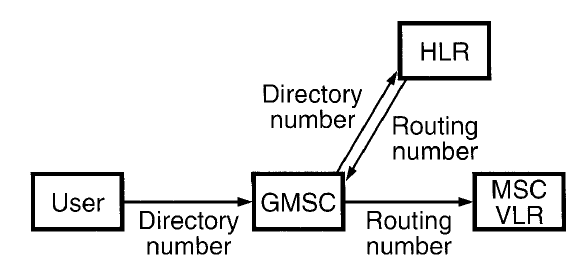 HLR
Directory
number
Routing
number
User
GMSC
MSC
VLR
Directory
number
Routing
number